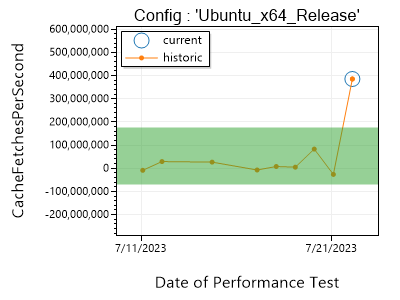 Config : 'Ubuntu_x64_Release'
current
historic
CacheFetchesPerSecond
600,000,000
500,000,000
400,000,000
300,000,000
200,000,000
100,000,000
0
-100,000,000
-200,000,000
7/11/2023
7/21/2023
Date of Performance Test